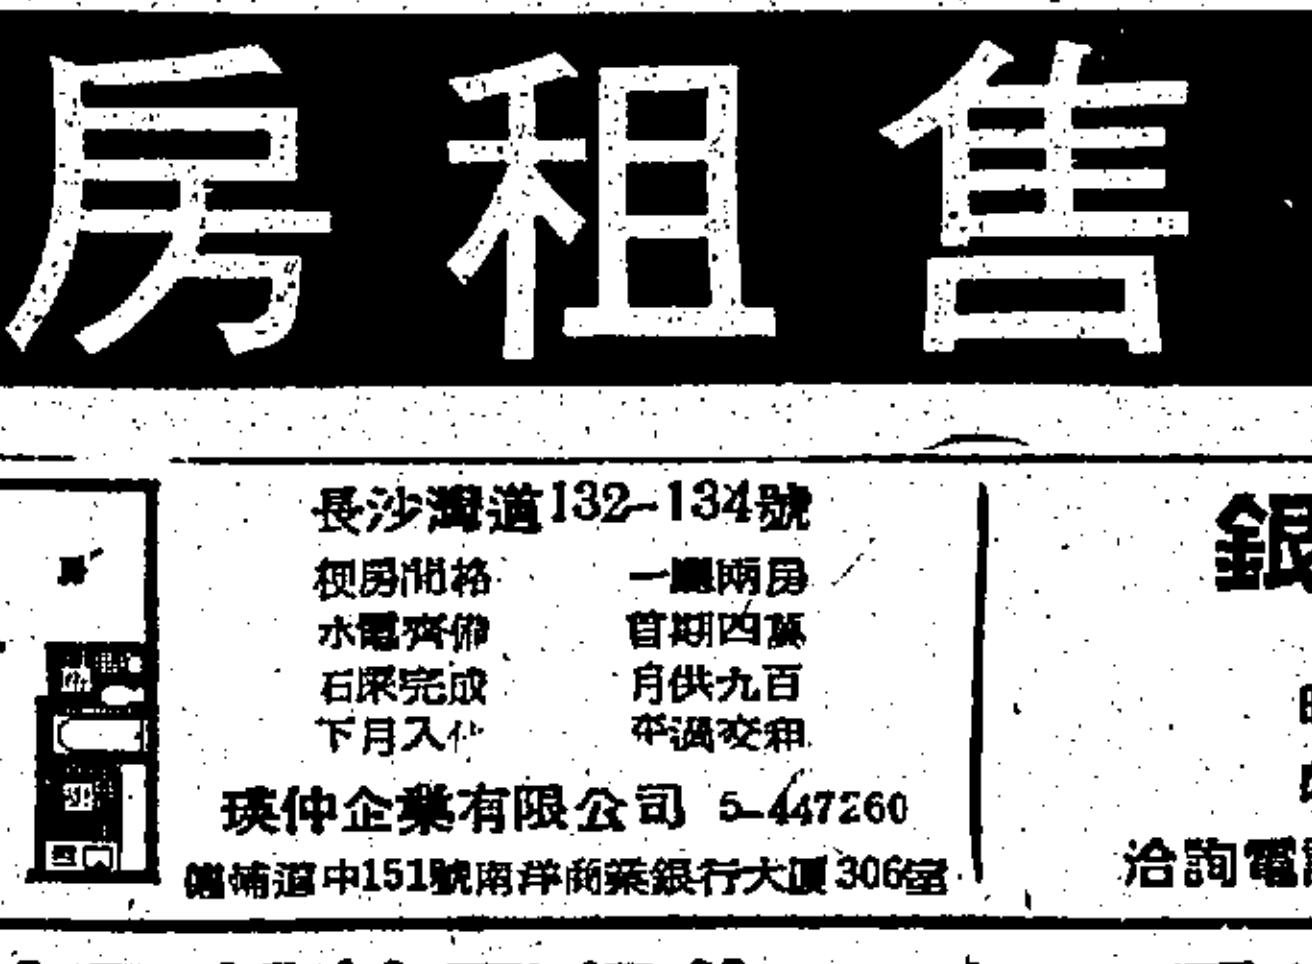 房租售
長沙灣道132-134號
梗房間格 一廳兩房
水電齊備 首期四萬
石屎完成 月供九百
下月入伙 平過交租
瑛仲企業有限公司 5-447260
德輔道中151號南洋商業銀行大廈306室
銀
洽詢電
房